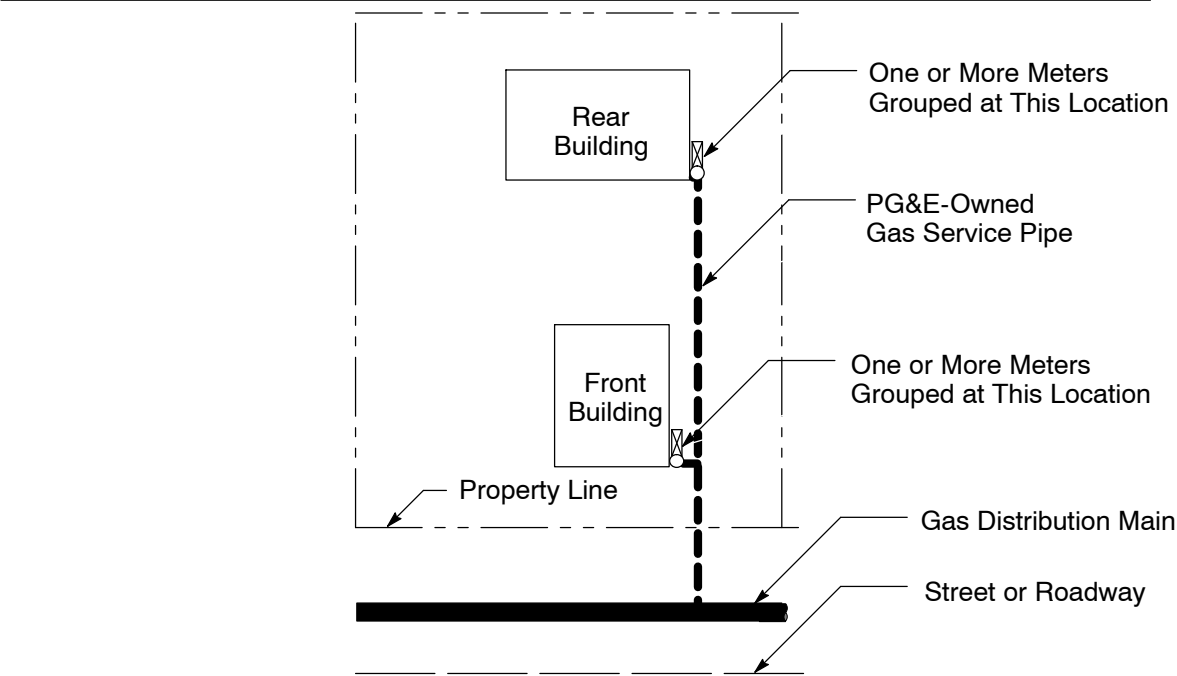 One or More Meters
Grouped at This Location
Rear
Building
PG&E-Owned
Gas Service Pipe
One or More Meters
Grouped at This Location
Front
Building
Property Line
Gas Distribution Main
Street or Roadway